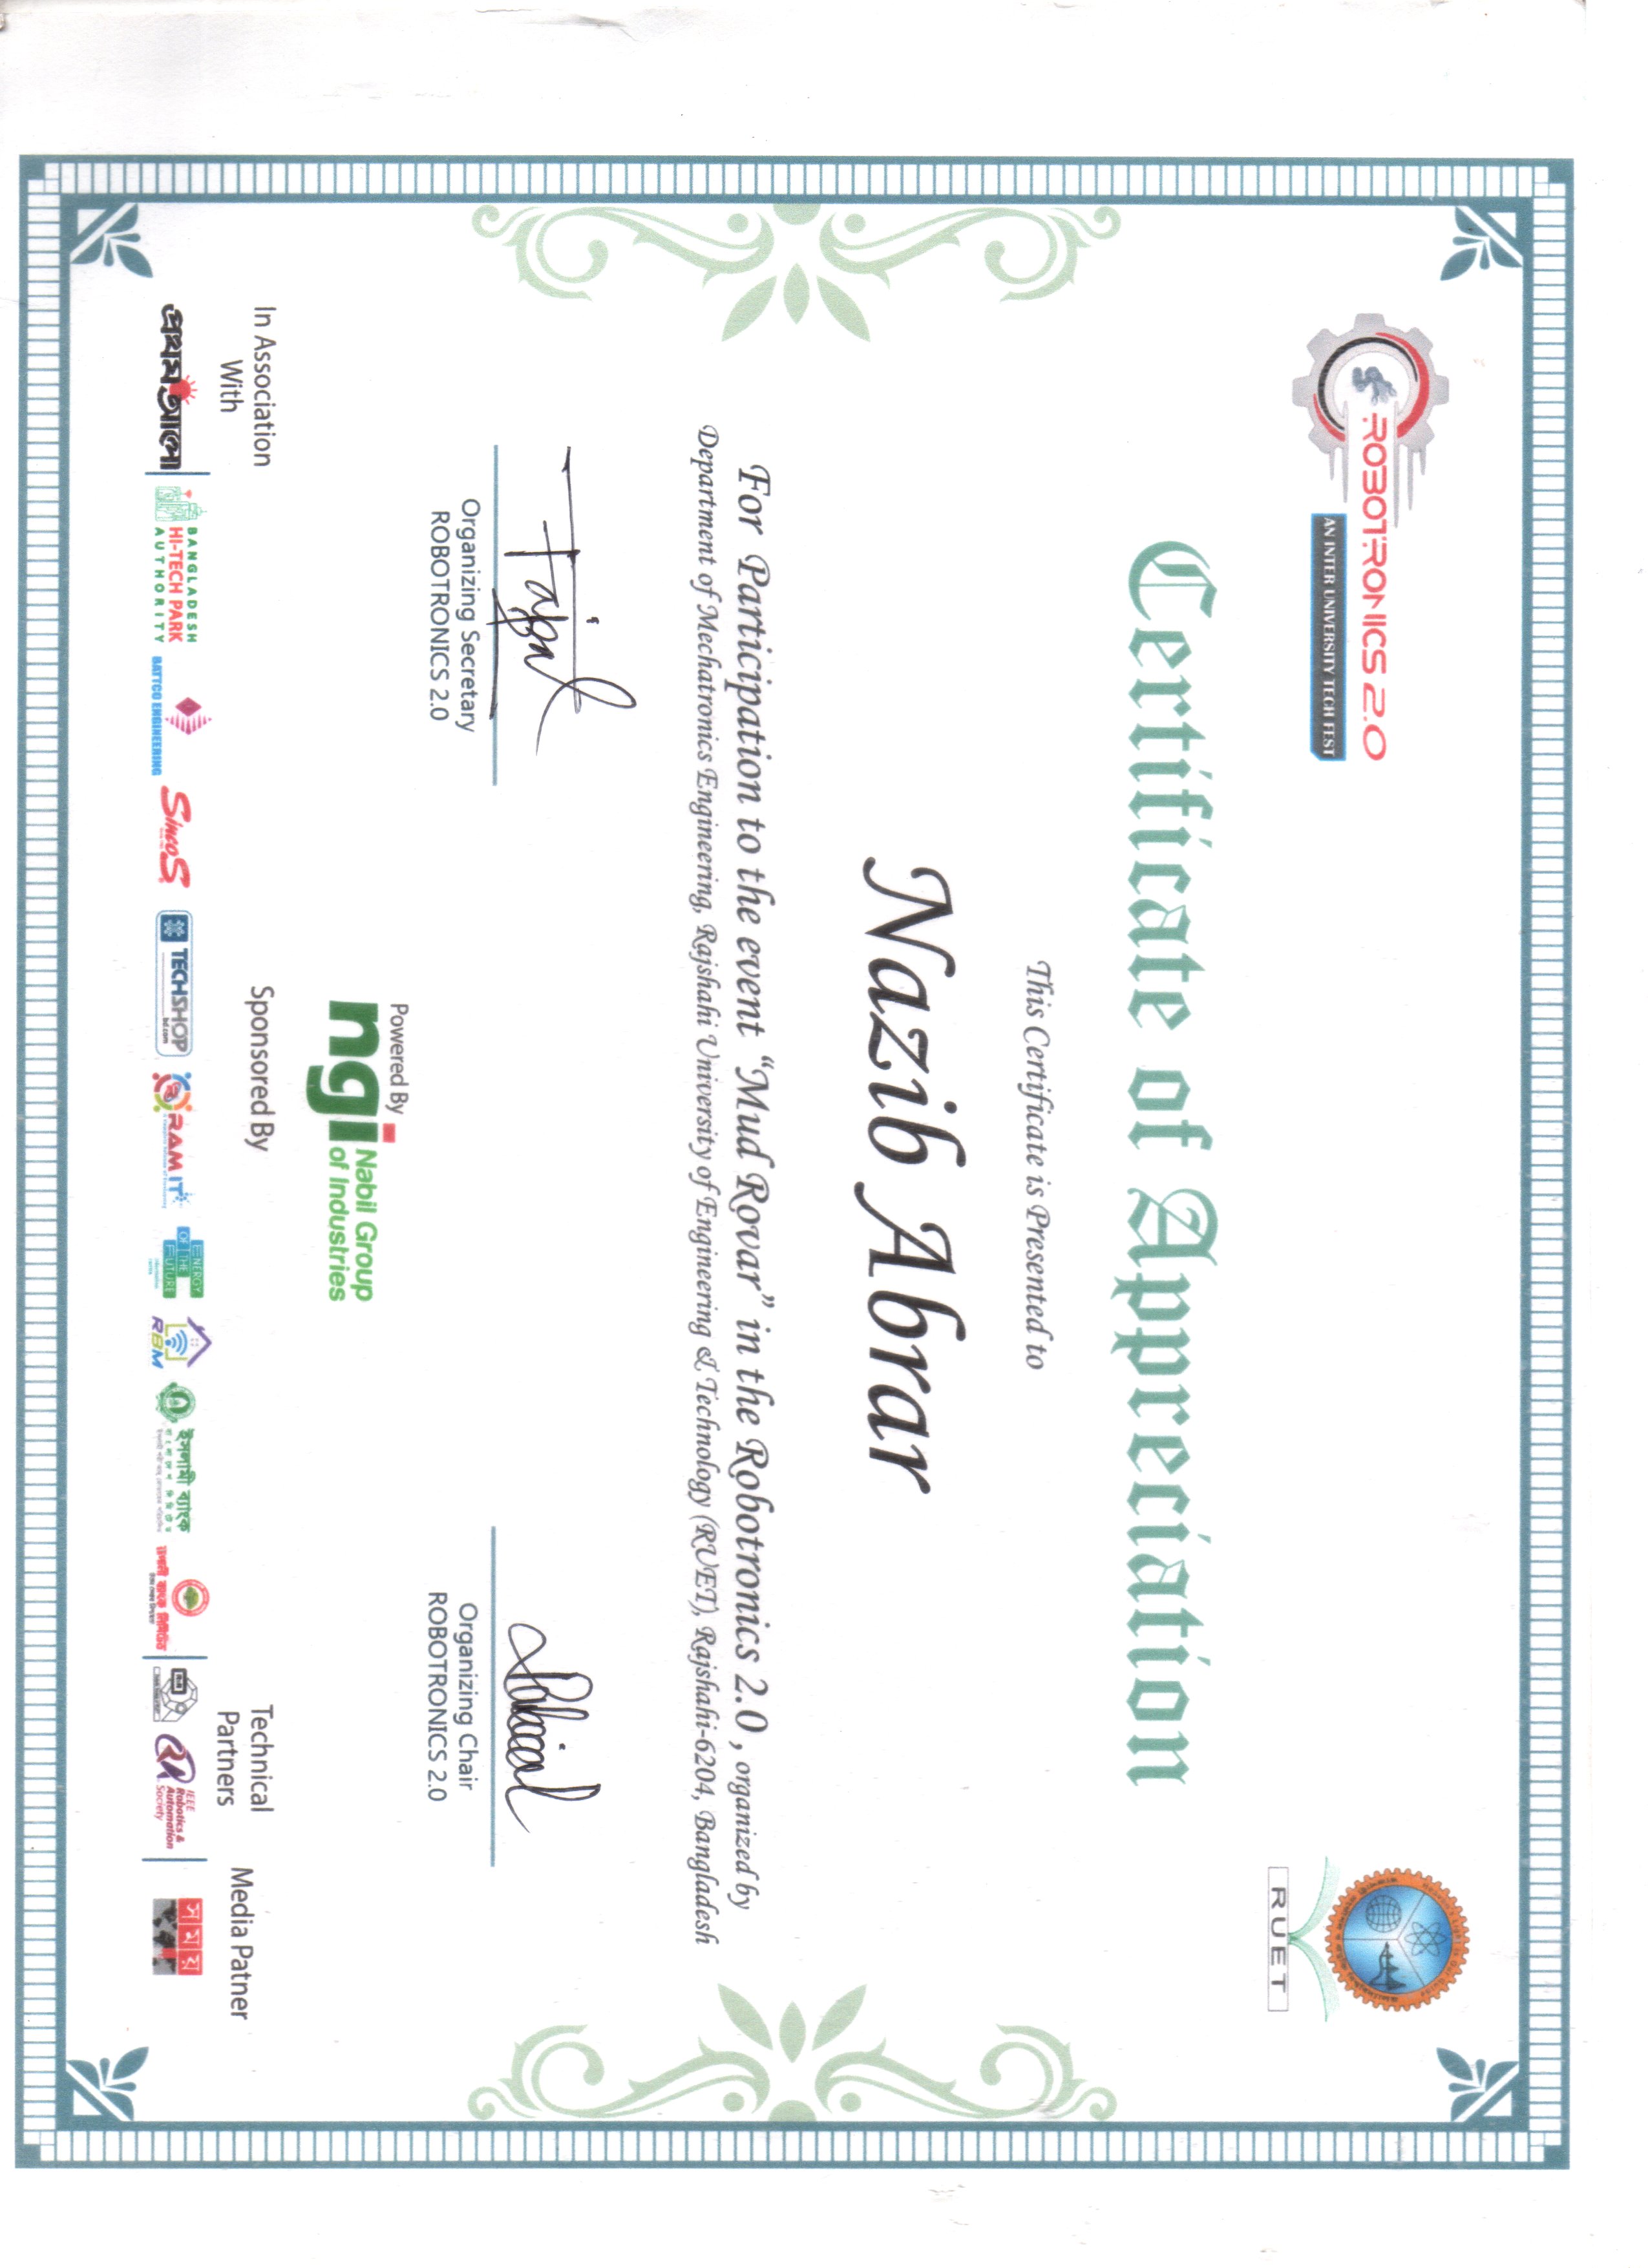 ROBOTRONICS 2.0
AN INTER UNIVERSITY TECH FEST
RUET
Certificate of Appreciation
This Certificate is Presented to
Nazib Abrar
For Participation to the event “Mud Rovar” in the Robotronics 2.0 , organized by
Department of Mechatronics Engineering, Rajshahi University of Engineering & Technology (RUET), Rajshahi-6204, Bangladesh
Organizing Secretary
ROBOTRONICS 2.0
Organizing Chair
ROBOTRONICS 2.0
Powered By
ngi Nabil Group
of Industries
In Association
With
Sponsored By
Technical
Partners
Media Patner
প্রথম আলো
BANGLADESH
HI-TECH PARK
AUTHORITY
BATTCO ENGINEERING
SincoS
TECHSHOP
bd.com
RAM IT
ENERGY
OF THE
FUTURE
RBM
ইসলামী ব্যাংক
বাংলাদেশ লিমিটেড
রূপালী ব্যাংক লিমিটেড
IEEE
Robotics &
Automation
Society
সময়